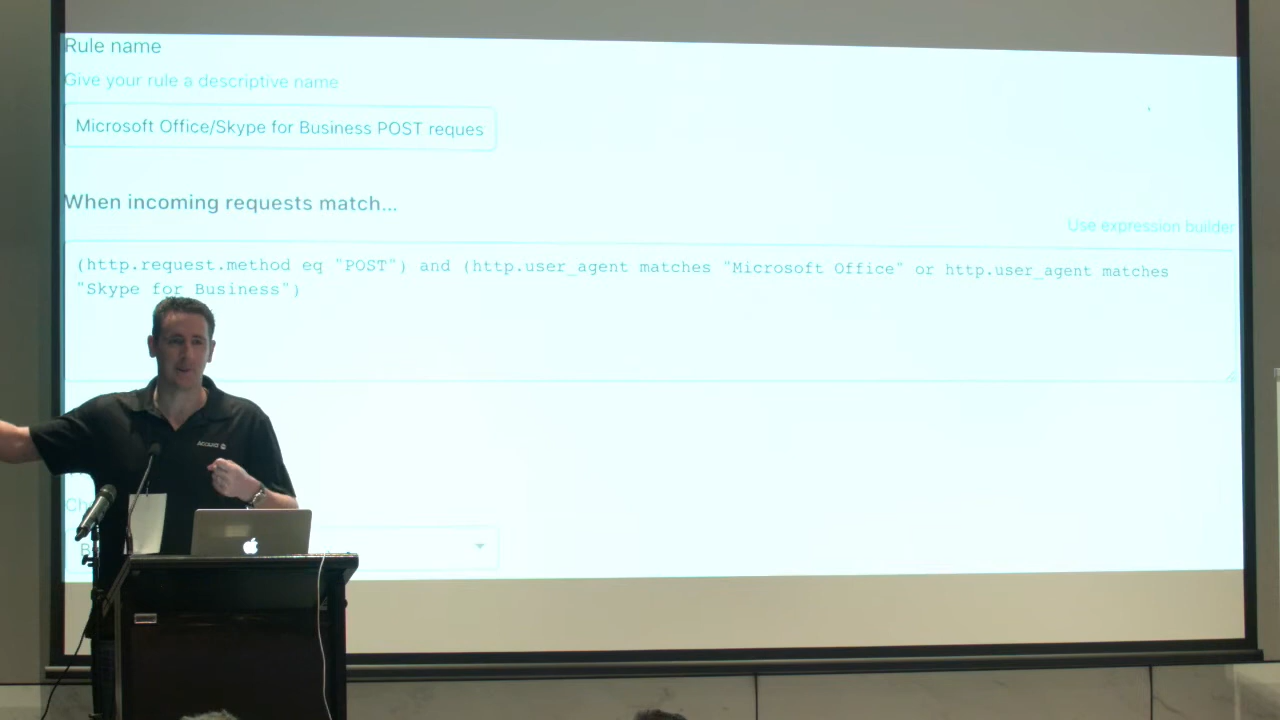 Rule name
Give your rule a descriptive name
Microsoft Office/Skype for Business POST reques
When incoming requests match...
Use expression builder
(http.request.method eq "POST") and (http.user_agent matches "Microsoft Office" or http.user_agent matches
"Skype for Business")